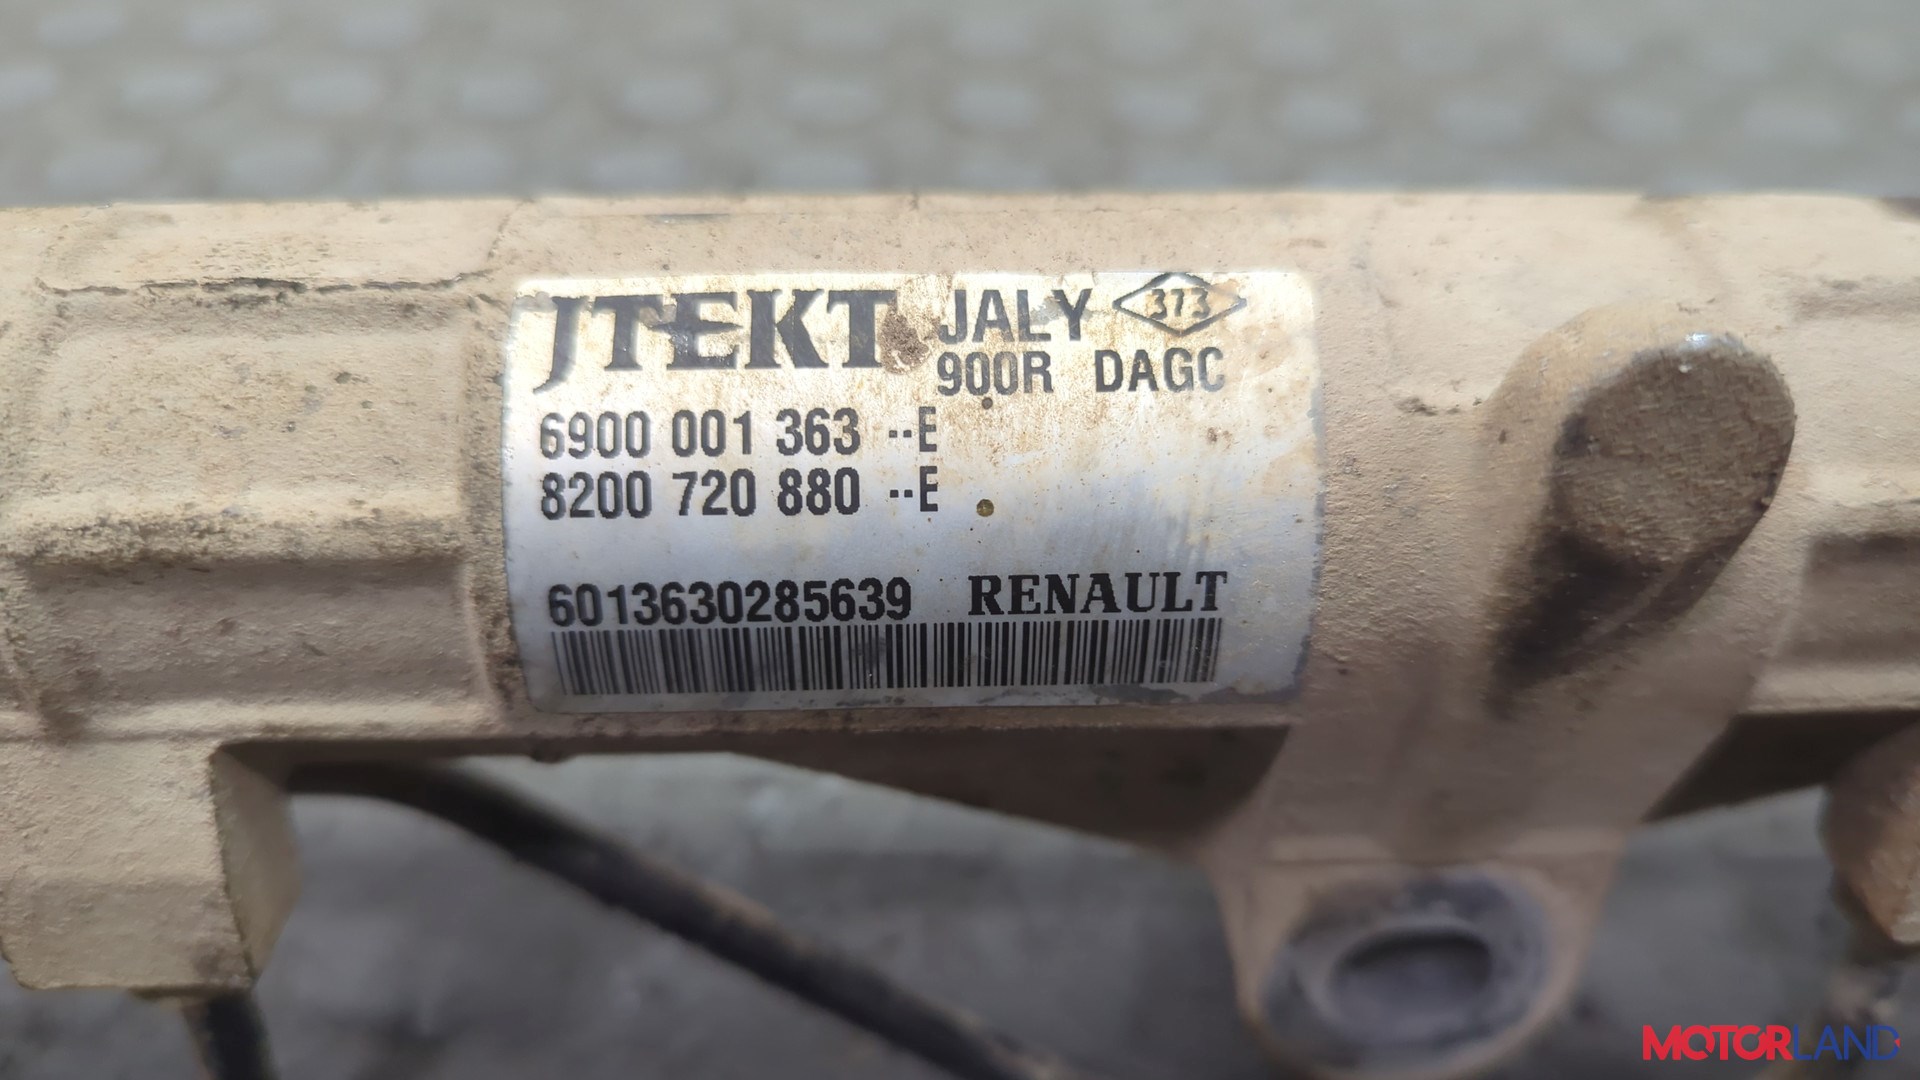 JTEKT JALY 373
900R DAGC
6900 001 363 --E
8200 720 880 --E
6013630285639 RENAULT
MOTORLAND